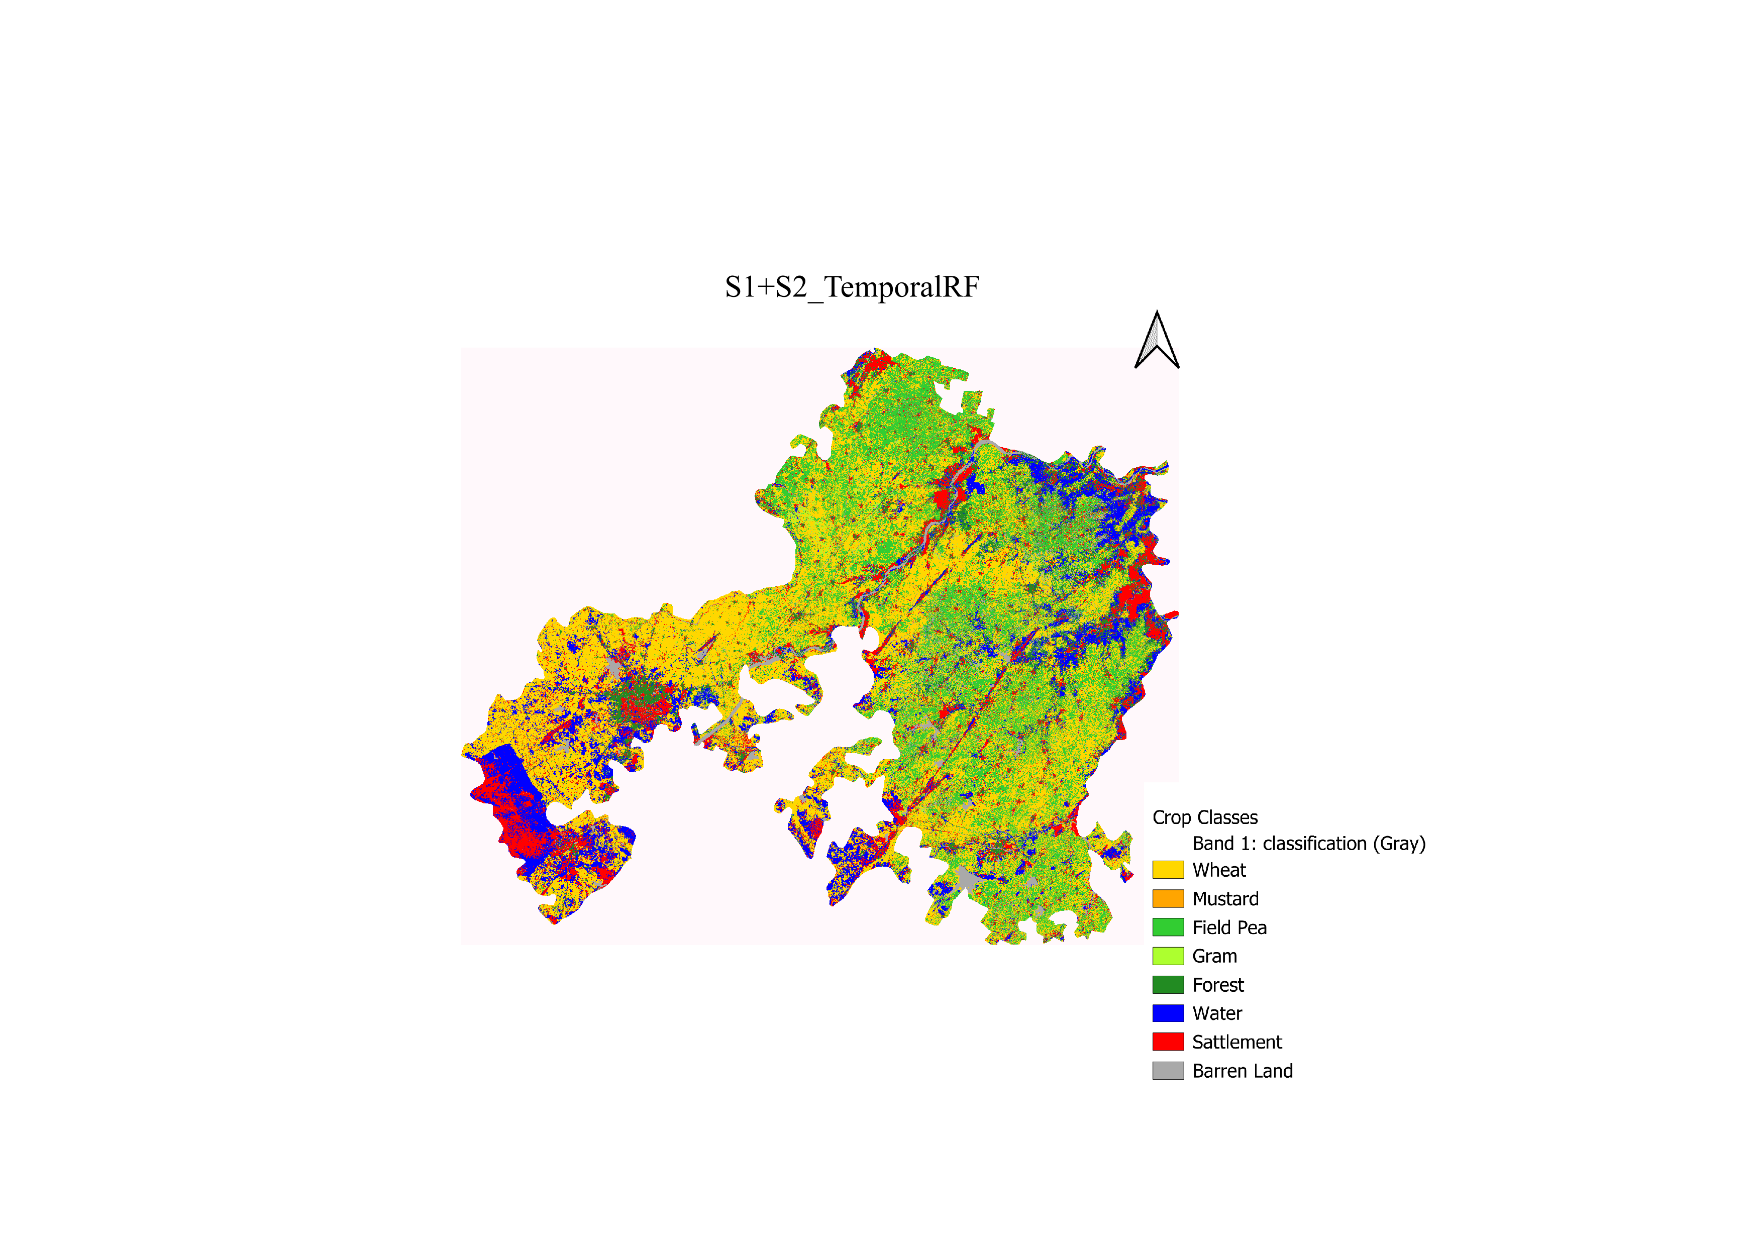 S1+S2_TemporalRF
Crop Classes
Band 1: classification (Gray)
Wheat
Mustard
Field Pea
Gram
Forest
Water
Sattlement
Barren Land